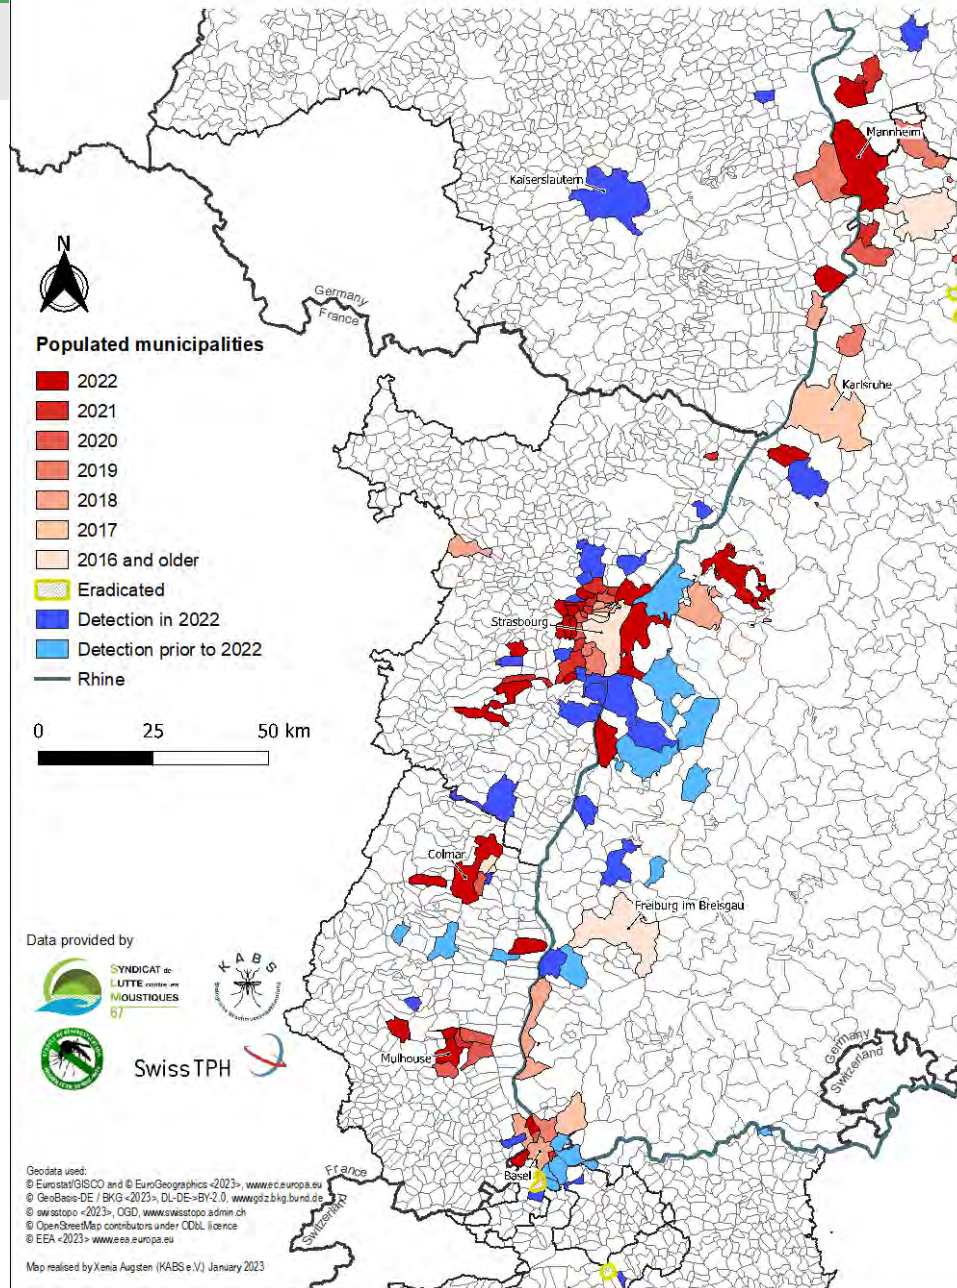 Mannheim
Kaiserslautern
N
Germany
France
Populated municipalities
2022
2021
2020
2019
2018
2017
2016 and older
Eradicated
Detection in 2022
Detection prior to 2022
Rhine
0 25 50 km
Karlsruhe
Strasbourg
Colmar
Freiburg im Breisgau
Data provided by
SYNDICAT de
LUTTE contre les
MOUSTIQUES
67
KABS
Swiss TPH
Mulhouse
Germany
Switzerland
Basel
France
Switzerland
Geodata used:
© Eurostat/GISCO and © EuroGeographics <2023>, www.ec.europa.eu
© GeoBasis-DE / BKG <2023>, DL-DE->BY-2.0, www.gdz.bkg.bund.de
© swisstopo <2023>, OGD, www.swisstopo.admin.ch
© OpenStreetMap contributors under ODbL licence
© EEA <2023> www.eea.europa.eu
Map realised by Xenia Augsten (KABS e.V.) January 2023